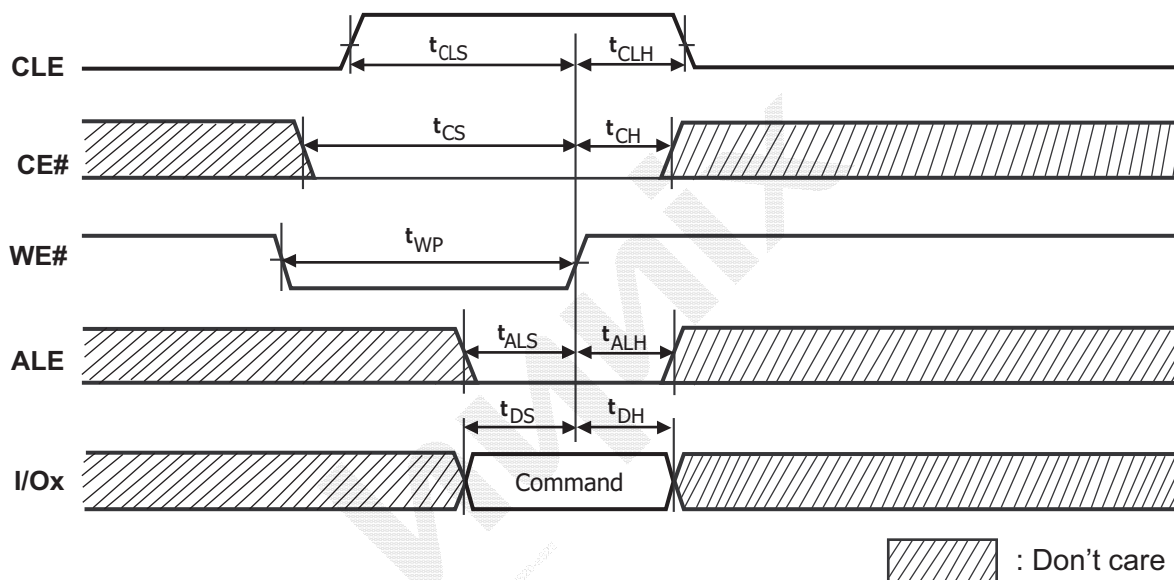 CLE
tCLS
tCLH
CE#
tCS
tCH
WE#
tWP
ALE
tALS
tALH
I/Ox
tDS
tDH
Command
: Don't care